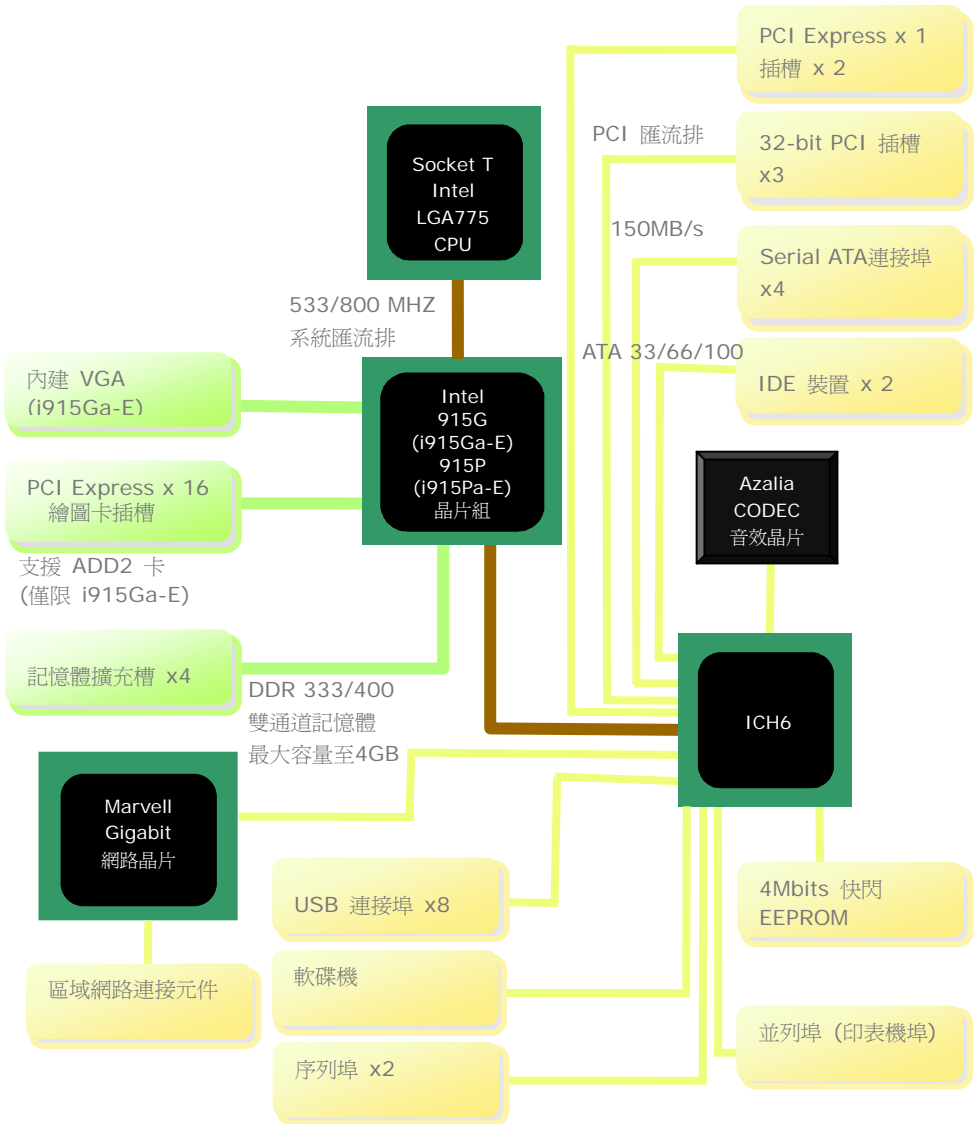 PCI Express x 1
插槽 x 2
PCI 匯流排
32-bit PCI 插槽
x3
Socket T
Intel
LGA775
CPU
150MB/s
Serial ATA連接埠
x4
533/800 MHZ
系統匯流排
ATA 33/66/100
IDE 裝置 x 2
內建 VGA
(i915Ga-E)
Intel
915G
(i915Ga-E)
915P
(i915Pa-E)
晶片組
PCI Express x 16
繪圖卡插槽
Azalia
CODEC
音效晶片
支援 ADD2 卡
(僅限 i915Ga-E)
記憶體擴充槽 x4
DDR 333/400
雙通道記憶體
最大容量至4GB
ICH6
Marvell
Gigabit
網路晶片
USB 連接埠 x8
4Mbits 快閃
EEPROM
區域網路連接元件
軟碟機
並列埠 (印表機埠)
序列埠 x2